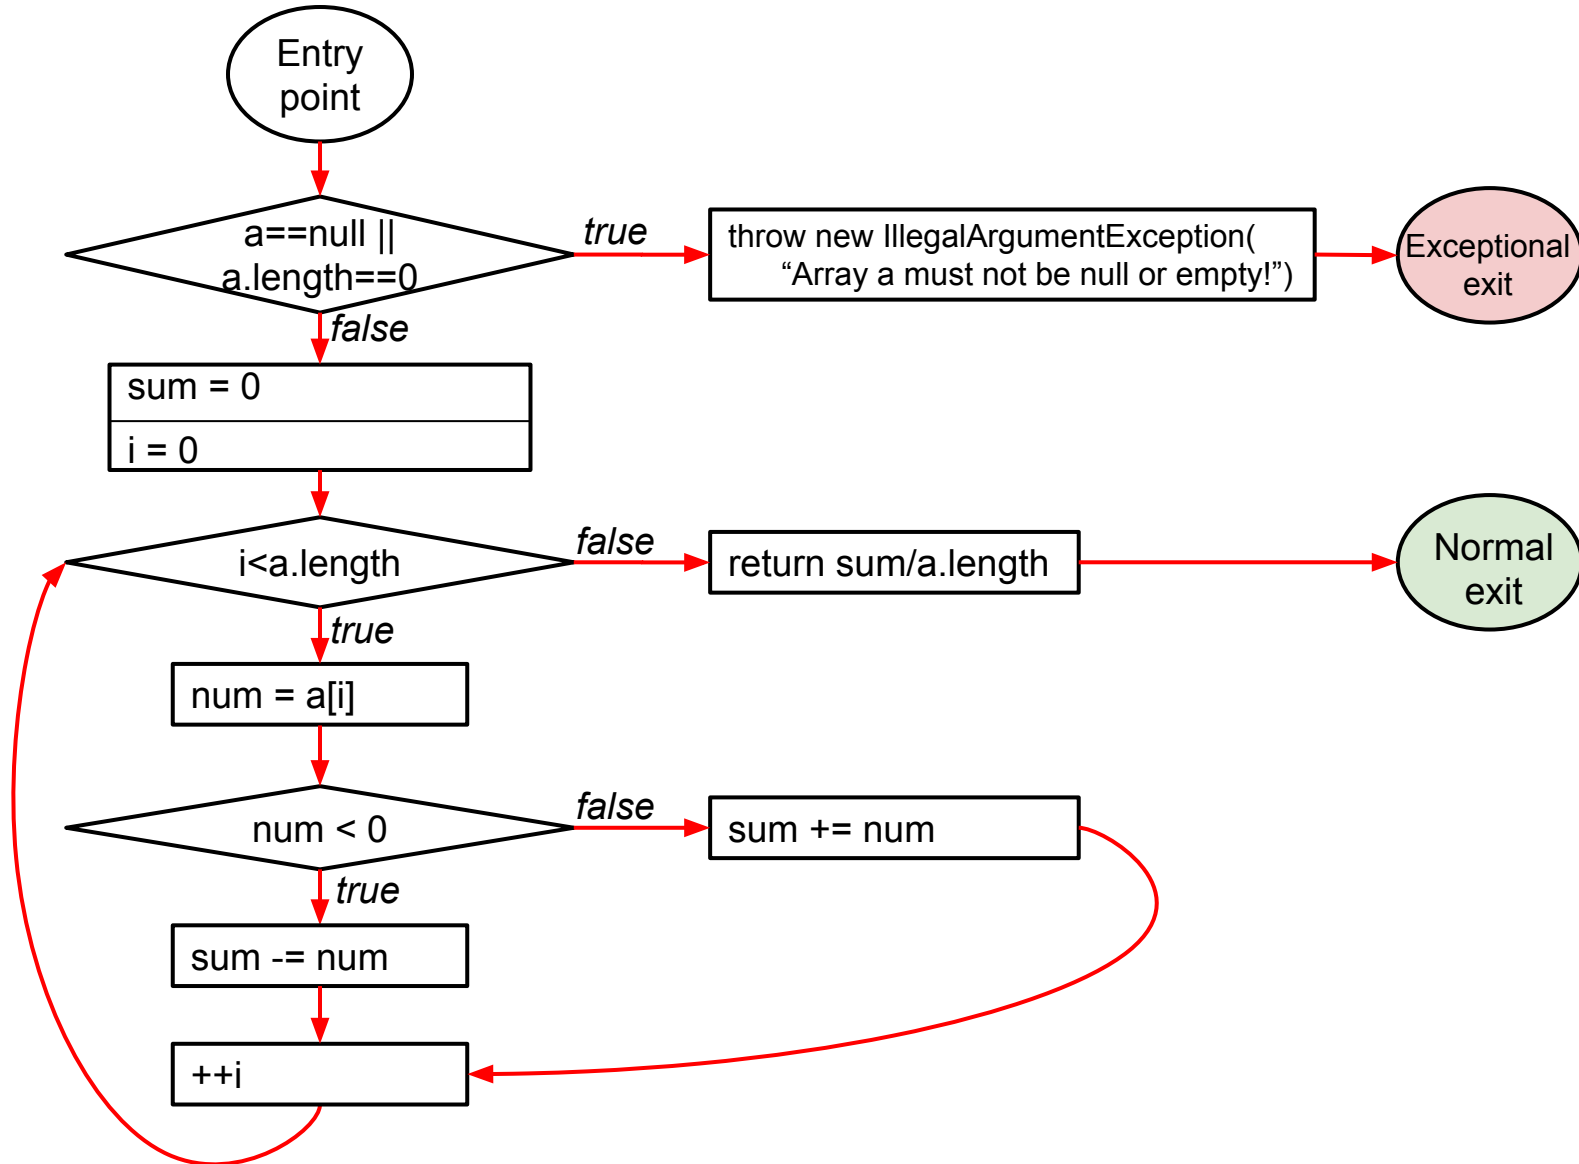 Entry
point
a==null ||
a.length==0
true
throw new IllegalArgumentException(
“Array a must not be null or empty!”)
Exceptional
exit
false
sum = 0
i = 0
i<a.length
false
return sum/a.length
Normal
exit
true
num = a[i]
num < 0
false
sum += num
true
sum -= num
++i